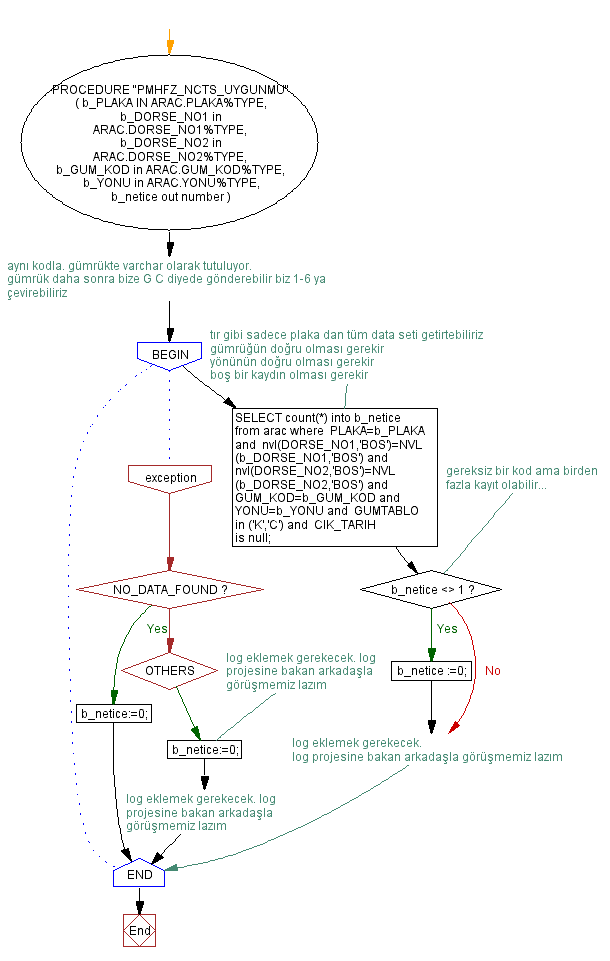 PROCEDURE "PMHFZ_NCTS_UYGUNMU"
( b_PLAKA IN ARAC.PLAKA%TYPE,
b_DORSE_NO1 in
ARAC.DORSE_NO1%TYPE,
b_DORSE_NO2 in
ARAC.DORSE_NO2%TYPE,
b_GUM_KOD in ARAC.GUM_KOD%TYPE,
b_YONU in ARAC.YONU%TYPE,
b_netice out number )
aynı kodla. gümrükte varchar olarak tutuluyor.
gümrük daha sonra bize G C diyede gönderebilir biz 1-6 ya
çevirebiliriz
BEGIN
tır gibi sadece plaka dan tüm data seti getirtebiliriz
gümrüğün doğru olması gerekir
yönünün doğru olması gerekir
boş bir kaydın olması gerekir
SELECT count(*) into b_netice
from arac where  PLAKA=b_PLAKA
and  nvl(DORSE_NO1,'BOS')=NVL
(b_DORSE_NO1,'BOS') and
nvl(DORSE_NO2,'BOS')=NVL
(b_DORSE_NO2,'BOS') and
GUM_KOD=b_GUM_KOD and
YONU=b_YONU and  GUMTABLO
in ('K','C') and  CIK_TARIH
is null;
exception
gereksiz bir kod ama birden
fazla kayıt olabilir...
NO_DATA_FOUND ?
b_netice <> 1 ?
Yes
Yes
OTHERS
log eklemek gerekecek. log
projesine bakan arkadaşla
görüşmemiz lazım
b_netice :=0;
No
b_netice:=0;
b_netice:=0;
log eklemek gerekecek.
log projesine bakan arkadaşla görüşmemiz lazım
log eklemek gerekecek. log
projesine bakan arkadaşla
görüşmemiz lazım
END
End